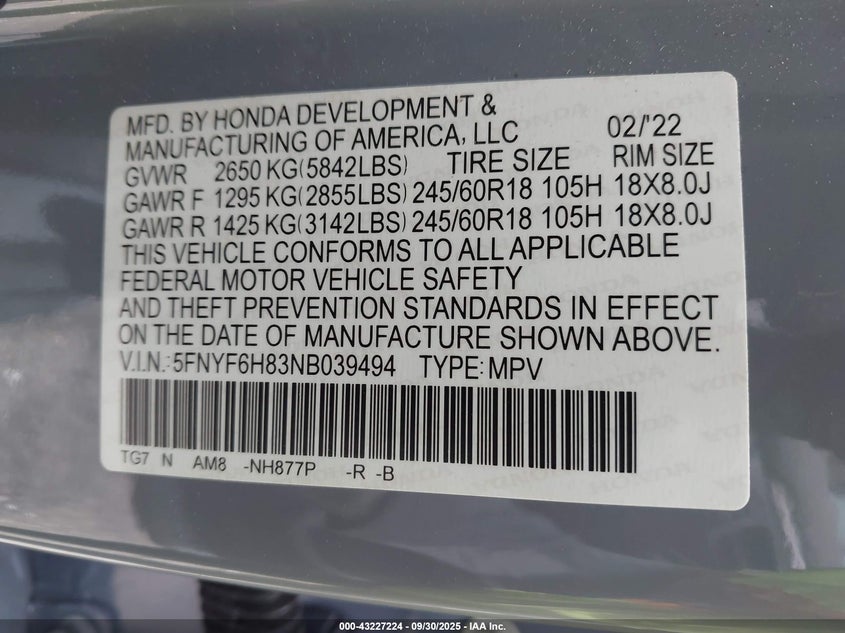 MFD. BY HONDA DEVELOPMENT &
MANUFACTURING OF AMERICA, LLC 02/'22
GVWR 2650 KG(5842LBS) TIRE SIZE RIM SIZE
GAWR F 1295 KG(2855LBS) 245/60R18 105H 18X8.0J
GAWR R 1425 KG(3142LBS) 245/60R18 105H 18X8.0J
THIS VEHICLE CONFORMS TO ALL APPLICABLE
FEDERAL MOTOR VEHICLE SAFETY
AND THEFT PREVENTION STANDARDS IN EFFECT
ON THE DATE OF MANUFACTURE SHOWN ABOVE.
V.I.N.:5FNYF6H83NB039494 TYPE:MPV
TG7 N AM8 -NH877P -R -B
000-43227224 - 09/30/2025 - IAA Inc.